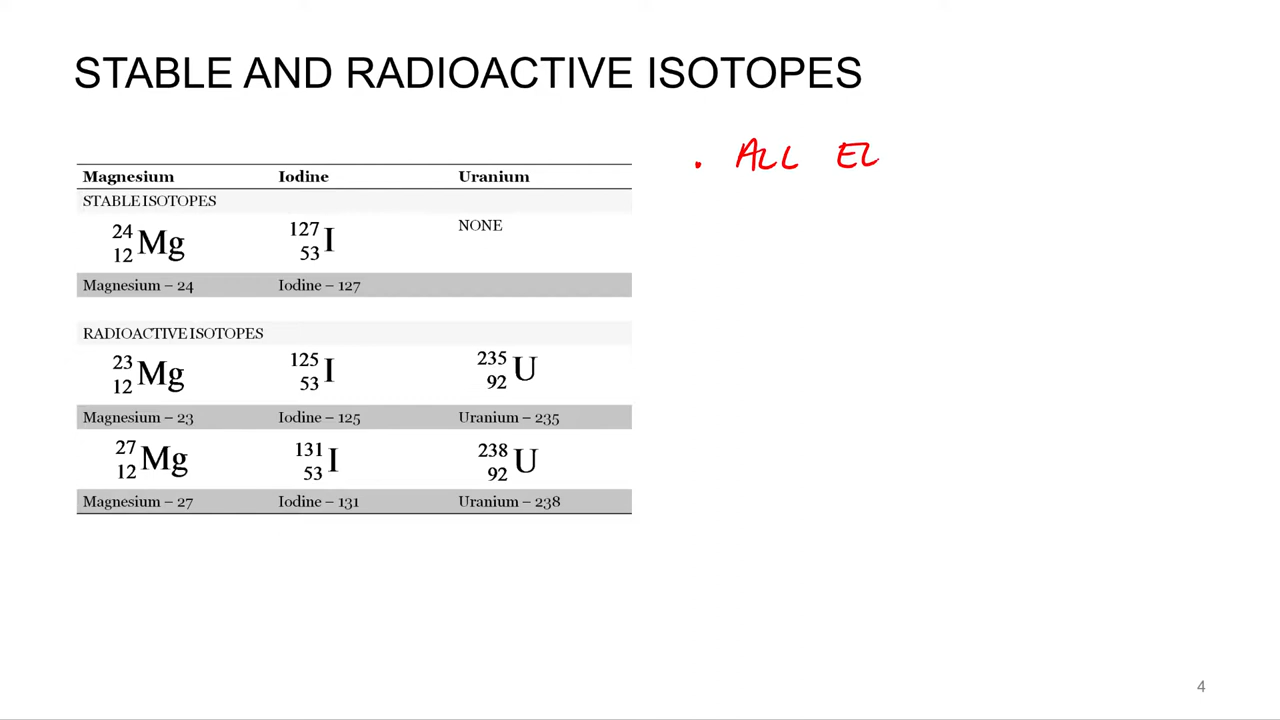 STABLE AND RADIOACTIVE ISOTOPES
. ALL EL
Magnesium Iodine Uranium
STABLE ISOTOPES
24 12 Mg 127 53 I NONE
Magnesium – 24 Iodine – 127
RADIOACTIVE ISOTOPES
23 12 Mg 125 53 I 235 92 U
Magnesium – 23 Iodine – 125 Uranium – 235
27 12 Mg 131 53 I 238 92 U
Magnesium – 27 Iodine – 131 Uranium – 238
4